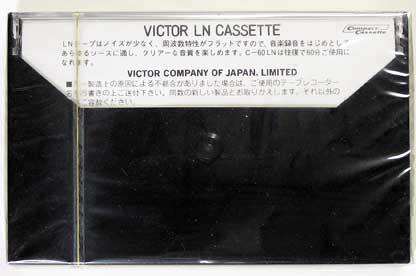 VICTOR LN CASSETTE
Compact Cassette
LNテープはノイズが少なく、周波数特性がフラットですので、音楽録音をはじめとして
あらゆるソースに適し、クリアーな音質を楽しめます。C-60LNは往復で60分ご使用に
なれます。
VICTOR COMPANY OF JAPAN, LIMITED
製造上の原因による不都合がありました場合は、ご使用のテープレコーダー
名を書きの上ご送付下さい。同数の新しい製品とお取りかえします。それ以外の
ご容赦ください。